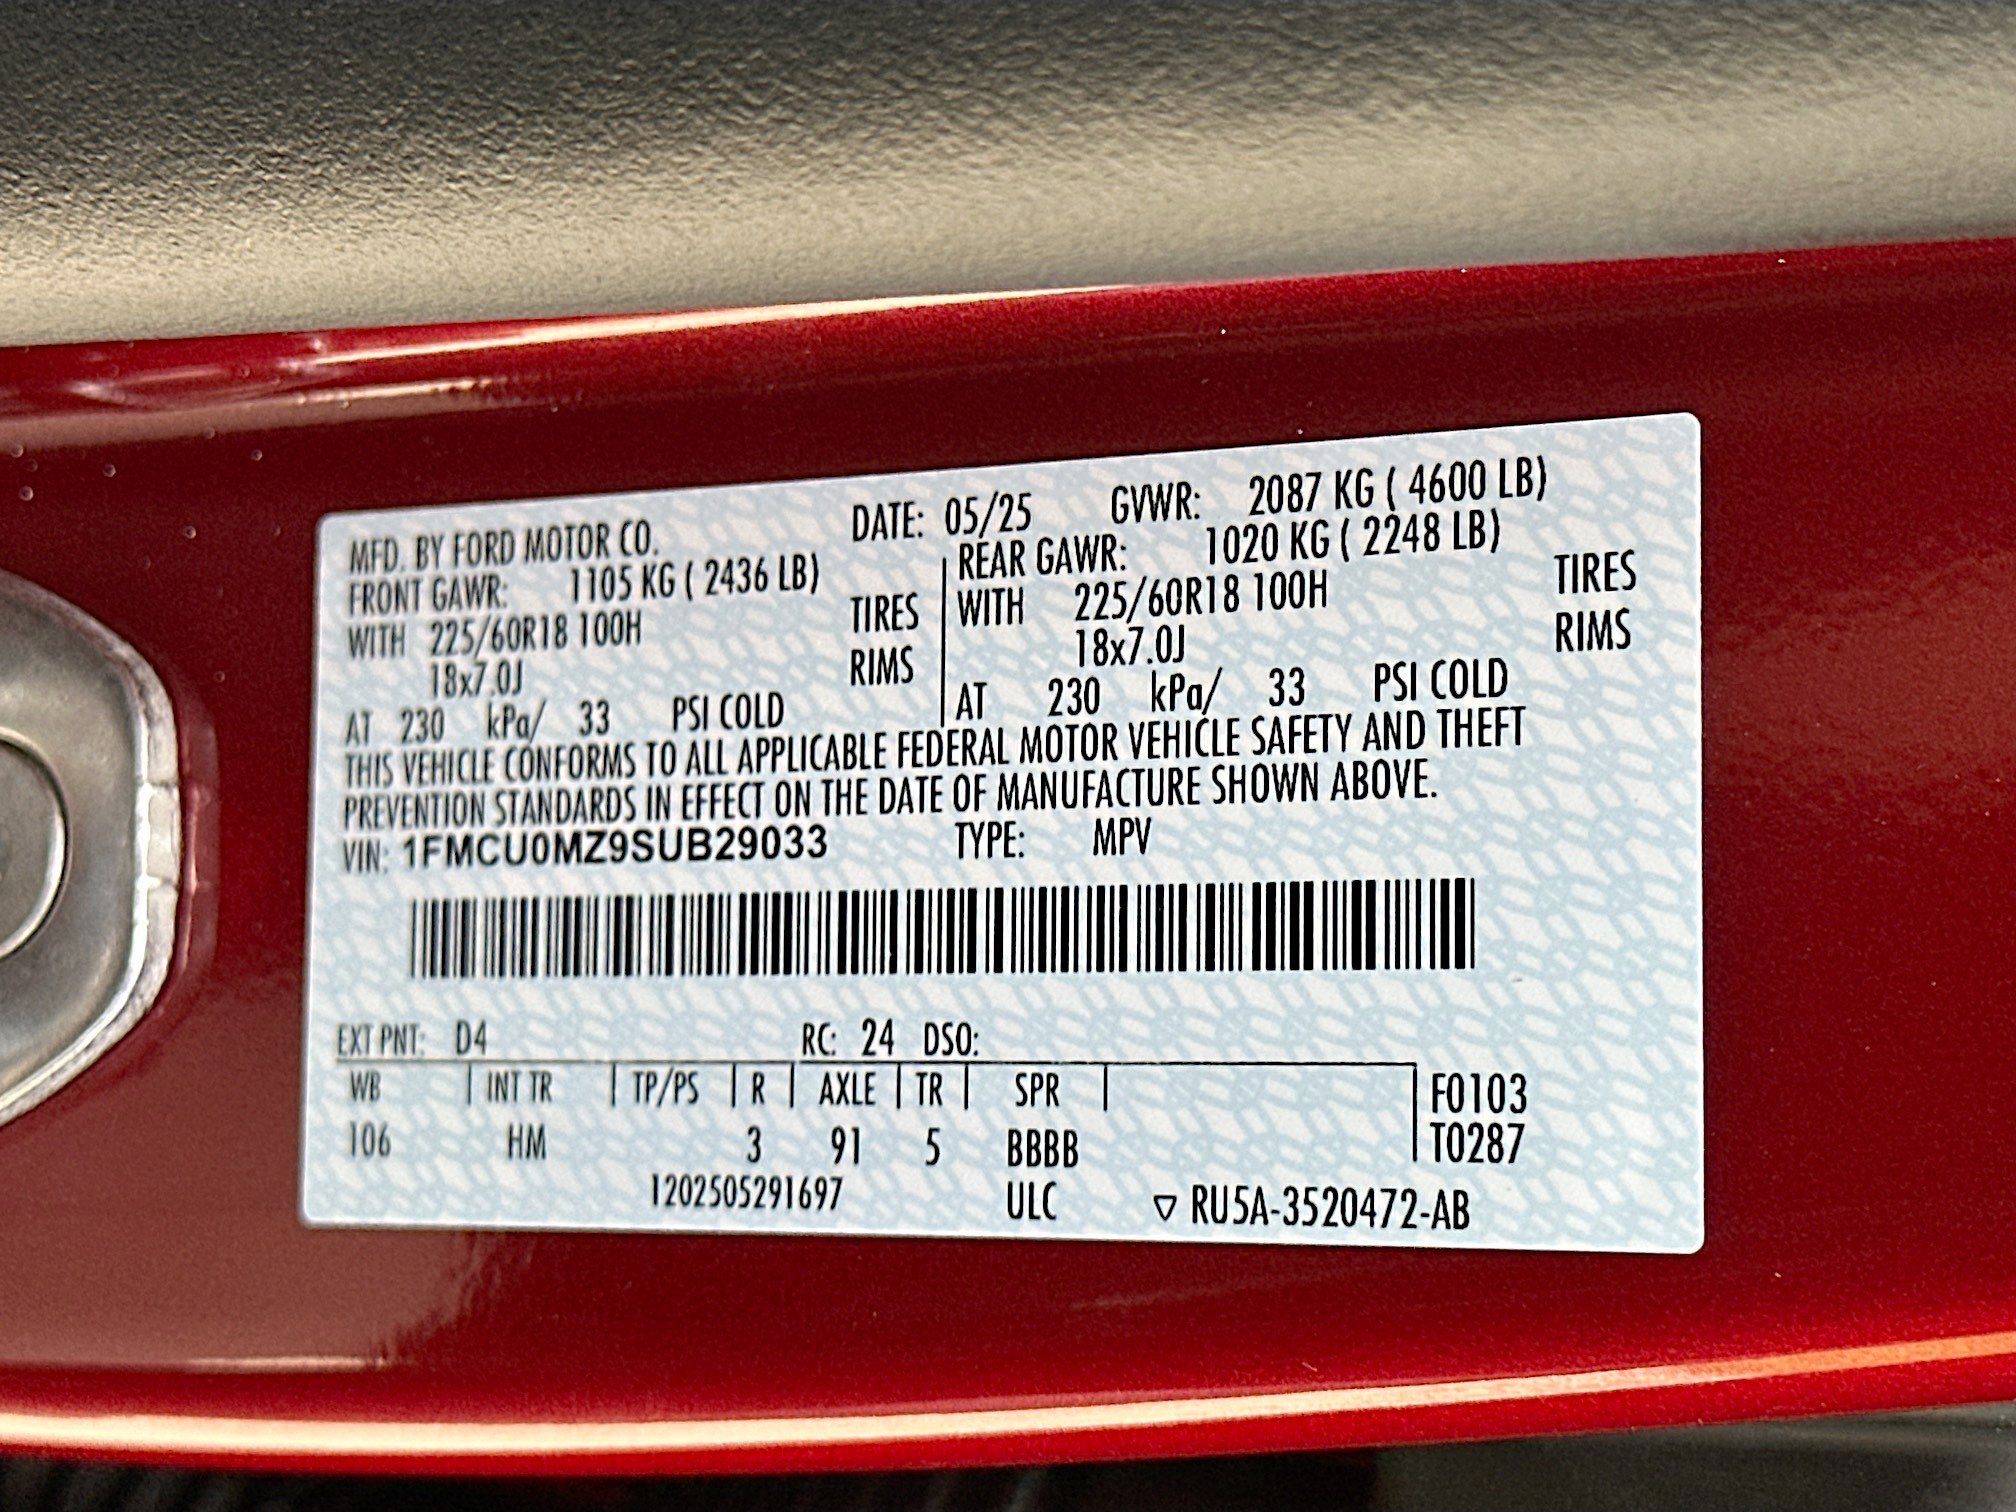 MFD. BY FORD MOTOR CO. DATE: 05/25 GVWR: 2087 KG ( 4600 LB)
FRONT GAWR: 1105 KG ( 2436 LB) REAR GAWR: 1020 KG ( 2248 LB)
WITH 225/60R18 100H TIRES WITH 225/60R18 100H TIRES
18x7.0J RIMS 18x7.0J RIMS
AT 230 kPa/ 33 PSI COLD AT 230 kPa/ 33 PSI COLD
THIS VEHICLE CONFORMS TO ALL APPLICABLE FEDERAL MOTOR VEHICLE SAFETY AND THEFT
PREVENTION STANDARDS IN EFFECT ON THE DATE OF MANUFACTURE SHOWN ABOVE.
VIN: 1FMCU0MZ9SUB29033 TYPE: MPV
EXT PNT: D4 RC: 24 DSO:
WB | INT TR | TP/PS | R | AXLE | TR | SPR | F0103
106 HM 3 91 5 BBBB T0287
1202505291697 ULC ▽ RU5A-3520472-AB